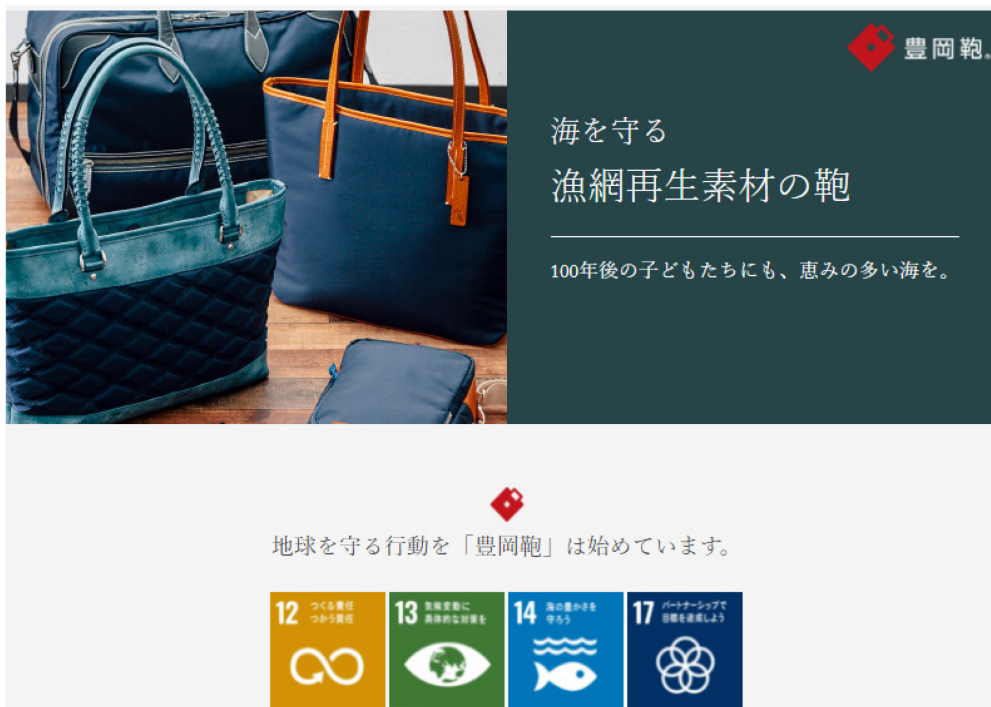 豊岡鞄®
海を守る
漁網再生素材の鞄
100年後の子どもたちにも、恵みの多い海を。
地球を守る行動を「豊岡鞄」は始めています。
12 つくる責任
つかう責任
13 気候変動に
具体的な対策を
14 海の豊かさを
守ろう
17 パートナーシップで
目標を達成しよう